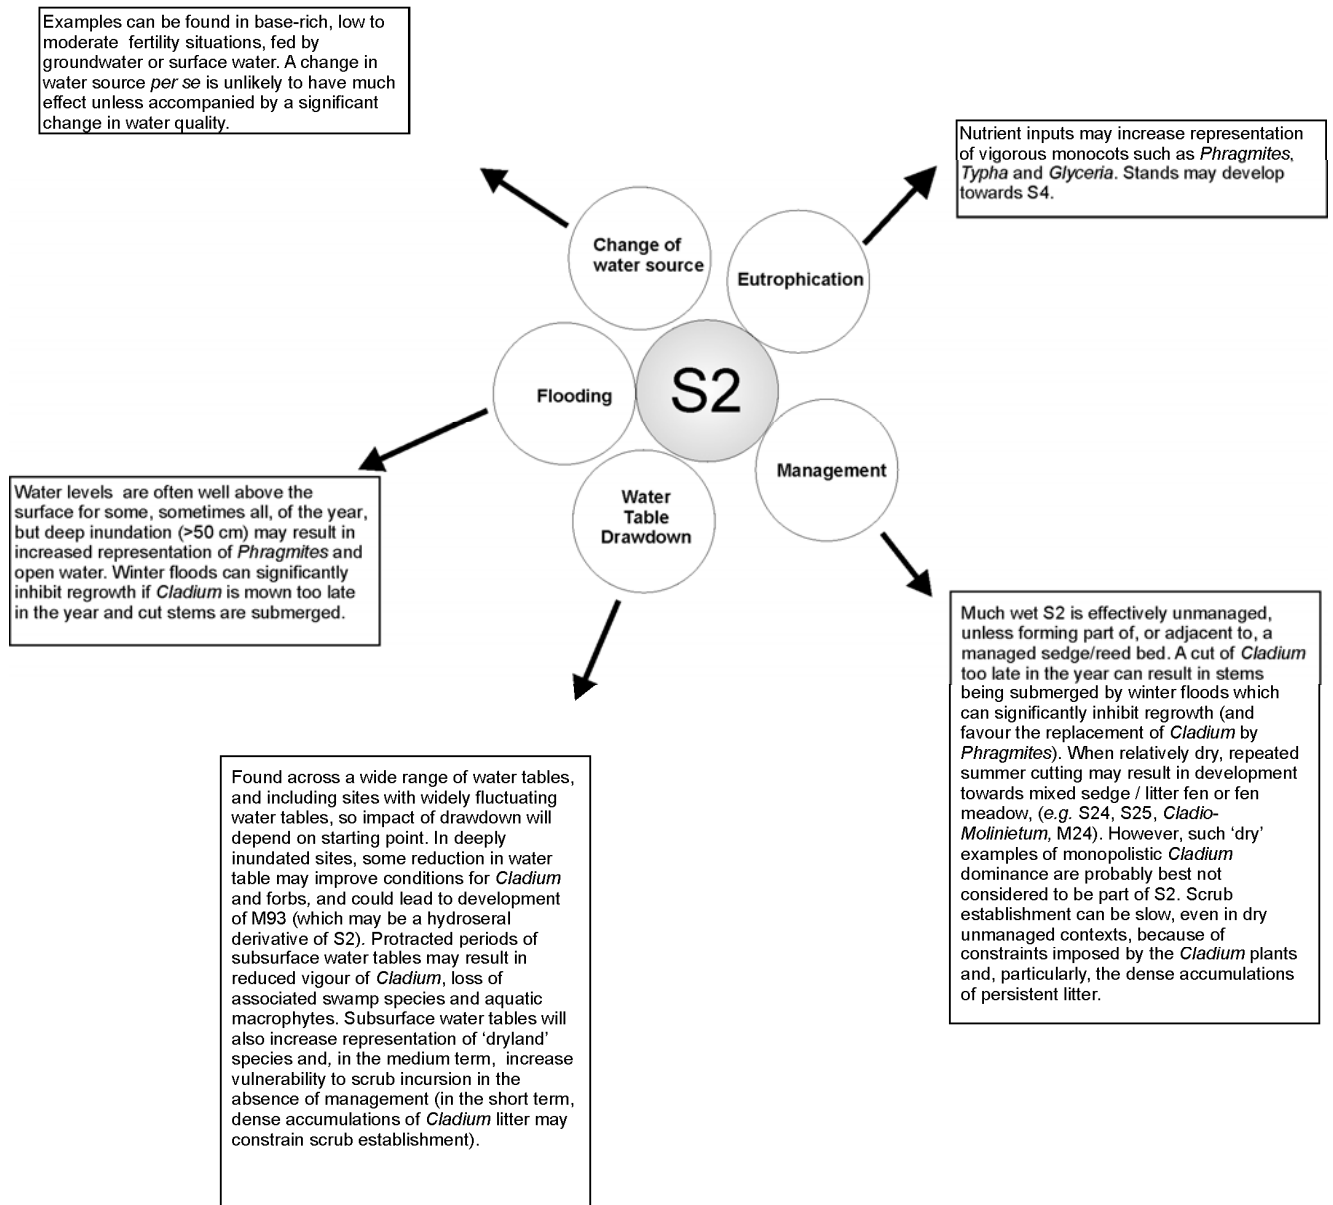 Examples can be found in base-rich, low to
moderate fertility situations, fed by
groundwater or surface water. A change in
water source per se is unlikely to have much
effect unless accompanied by a significant
change in water quality.
Nutrient inputs may increase representation
of vigorous monocots such as Phragmites,
Typha and Glyceria. Stands may develop
towards S4.
Change of
water source
Eutrophication
Flooding
S2
Management
Water
Table
Drawdown
Water levels are often well above the
surface for some, sometimes all, of the year,
but deep inundation (>50 cm) may result in
increased representation of Phragmites and
open water. Winter floods can significantly
inhibit regrowth if Cladium is mown too late
in the year and cut stems are submerged.
Much wet S2 is effectively unmanaged,
unless forming part of, or adjacent to, a
managed sedge/reed bed. A cut of Cladium
too late in the year can result in stems
being submerged by winter floods which
can significantly inhibit regrowth (and
favour the replacement of Cladium by
Phragmites). When relatively dry, repeated
summer cutting may result in development
towards mixed sedge / litter fen or fen
meadow, (e.g. S24, S25, Cladio-
Molinietum, M24). However, such ‘dry’
examples of monopolistic Cladium
dominance are probably best not
considered to be part of S2. Scrub
establishment can be slow, even in dry
unmanaged contexts, because of
constraints imposed by the Cladium plants
and, particularly, the dense accumulations
of persistent litter.
Found across a wide range of water tables,
and including sites with widely fluctuating
water tables, so impact of drawdown will
depend on starting point. In deeply
inundated sites, some reduction in water
table may improve conditions for Cladium
and forbs, and could lead to development
of M93 (which may be a hydroseral
derivative of S2). Protracted periods of
subsurface water tables may result in
reduced vigour of Cladium, loss of
associated swamp species and aquatic
macrophytes. Subsurface water tables will
also increase representation of ‘dryland’
species and, in the medium term, increase
vulnerability to scrub incursion in the
absence of management (in the short term,
dense accumulations of Cladium litter may
constrain scrub establishment).